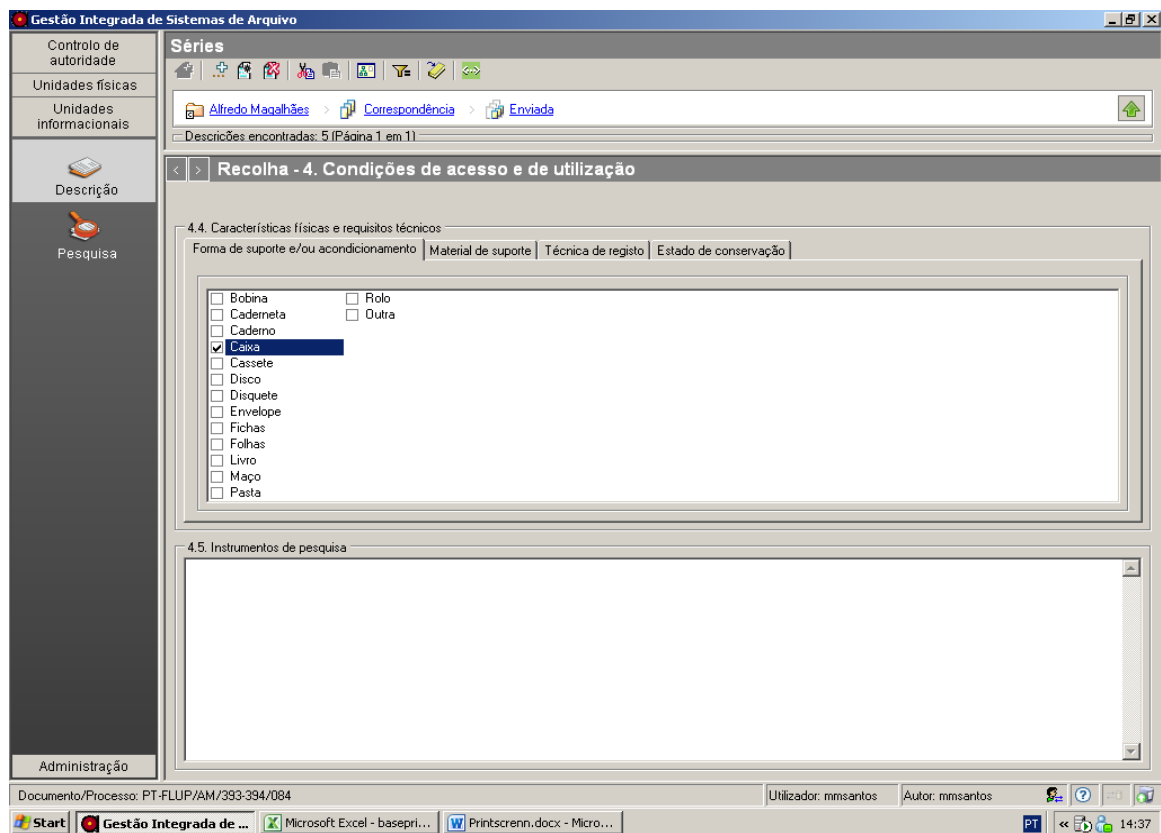 Gestão Integrada de Sistemas de Arquivo
Controlo de
autoridade
Unidades físicas
Unidades
informacionais
Descrição
Pesquisa
Administração
Séries
Alfredo Magalhães
Correspondência
Enviada
Descrições encontradas: 5 (Página 1 em 1)
< > Recolha - 4. Condições de acesso e de utilização
4.4. Características físicas e requisitos técnicos
Forma de suporte e/ou acondicionamento Material de suporte Técnica de registo Estado de conservação
Bobina
Caderneta
Caderno
Caixa
Cassete
Disco
Disquete
Envelope
Fichas
Folhas
Livro
Maço
Pasta
Rolo
Outra
4.5. Instrumentos de pesquisa
Documento/Processo: PT-FLUP/AM/393-394/084 Utilizador: mmsantos Autor: mmsantos
Start Gestão Integrada de ... Microsoft Excel - basepri... Printscrenn.docx - Micro... PT « 14:37